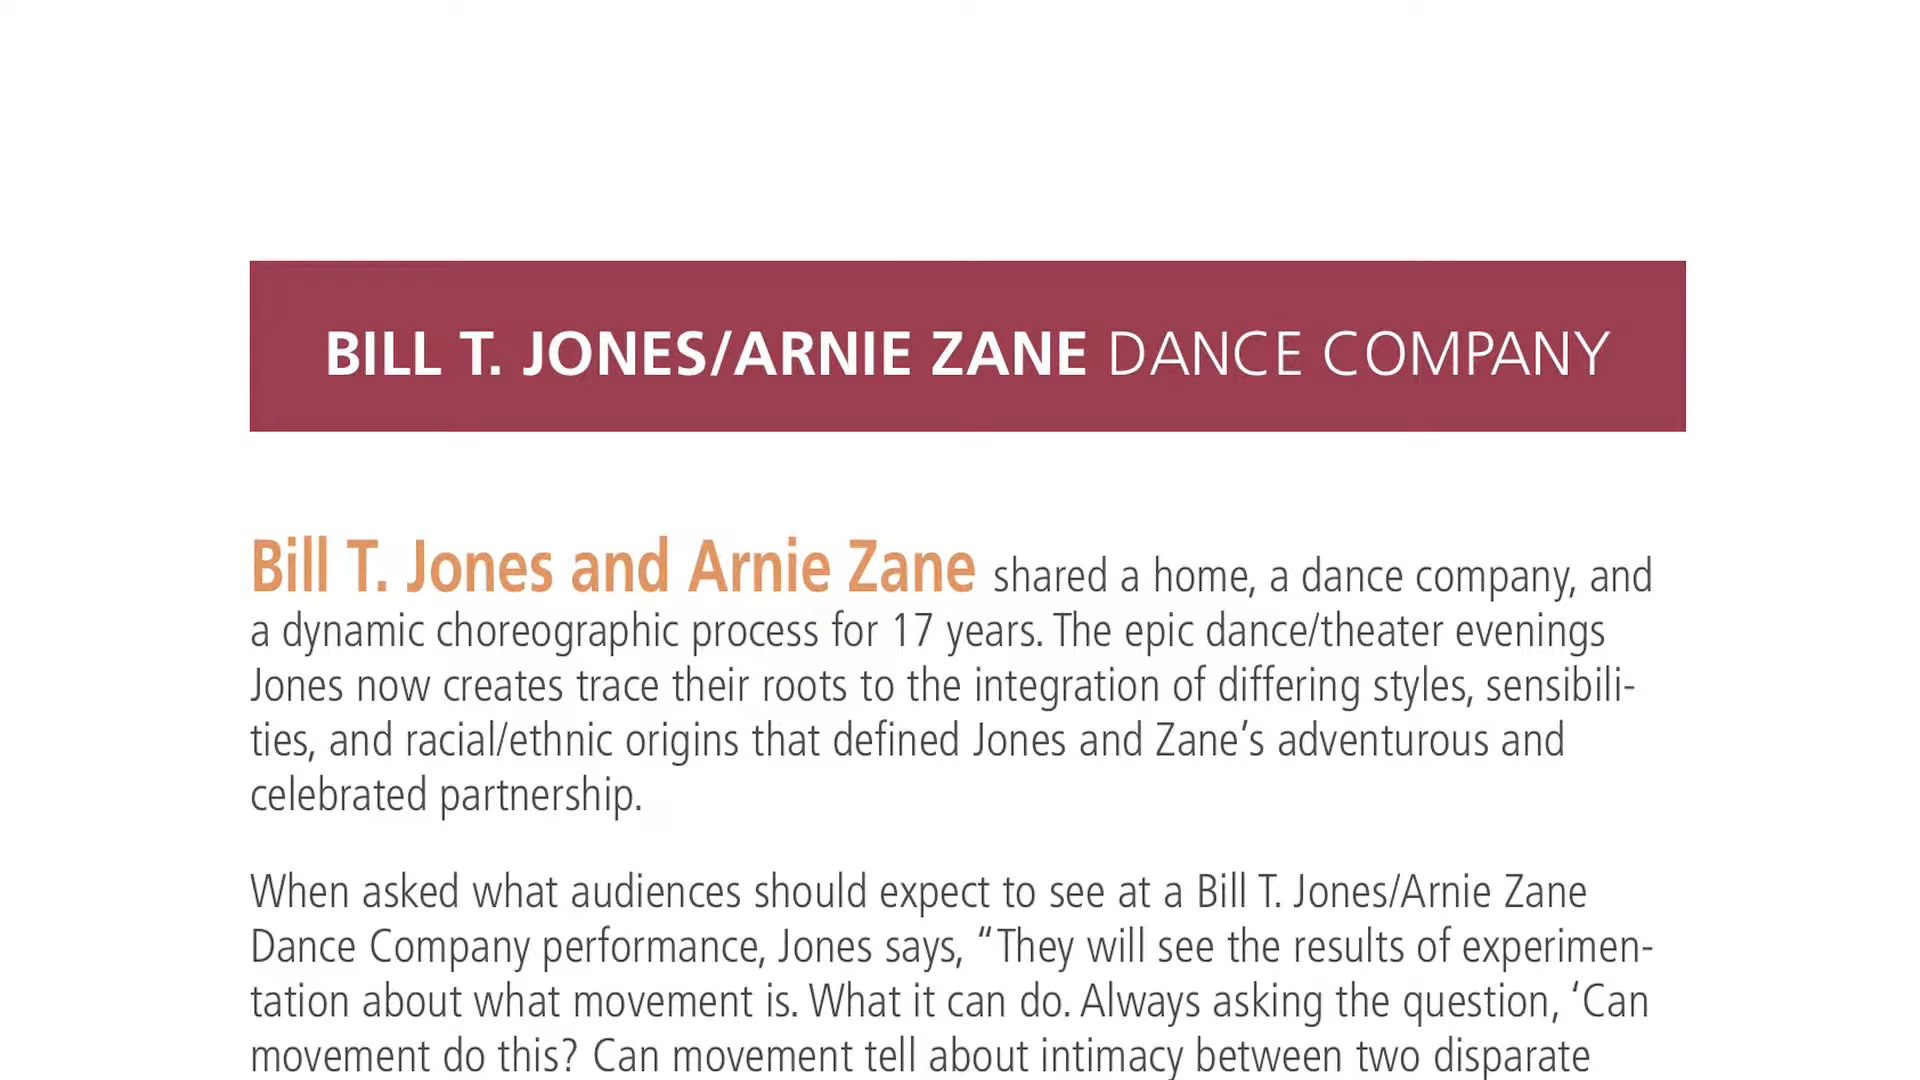 BILL T. JONES/ARNIE ZANE DANCE COMPANY
Bill T. Jones and Arnie Zane shared a home, a dance company, and
a dynamic choreographic process for 17 years. The epic dance/theater evenings
Jones now creates trace their roots to the integration of differing styles, sensibili-
ties, and racial/ethnic origins that defined Jones and Zane’s adventurous and
celebrated partnership.
When asked what audiences should expect to see at a Bill T. Jones/Arnie Zane
Dance Company performance, Jones says, “They will see the results of experimen-
tation about what movement is. What it can do. Always asking the question, ‘Can
movement do this? Can movement tell about intimacy between two disparate